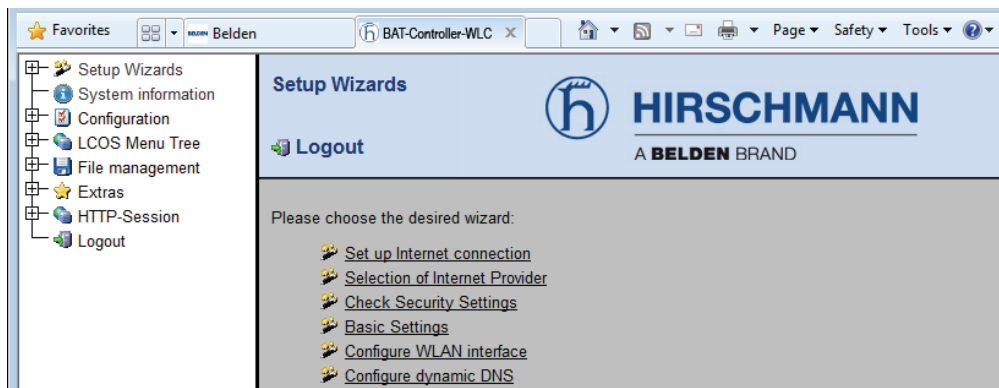 Favorites
BELDEN Belden
BAT-Controller-WLC
Page
Safety
Tools
Setup Wizards
System information
Configuration
LCOS Menu Tree
File management
Extras
HTTP-Session
Logout
Setup Wizards
Logout
HIRSCHMANN
A BELDEN BRAND
Please choose the desired wizard:
Set up Internet connection
Selection of Internet Provider
Check Security Settings
Basic Settings
Configure WLAN interface
Configure dynamic DNS